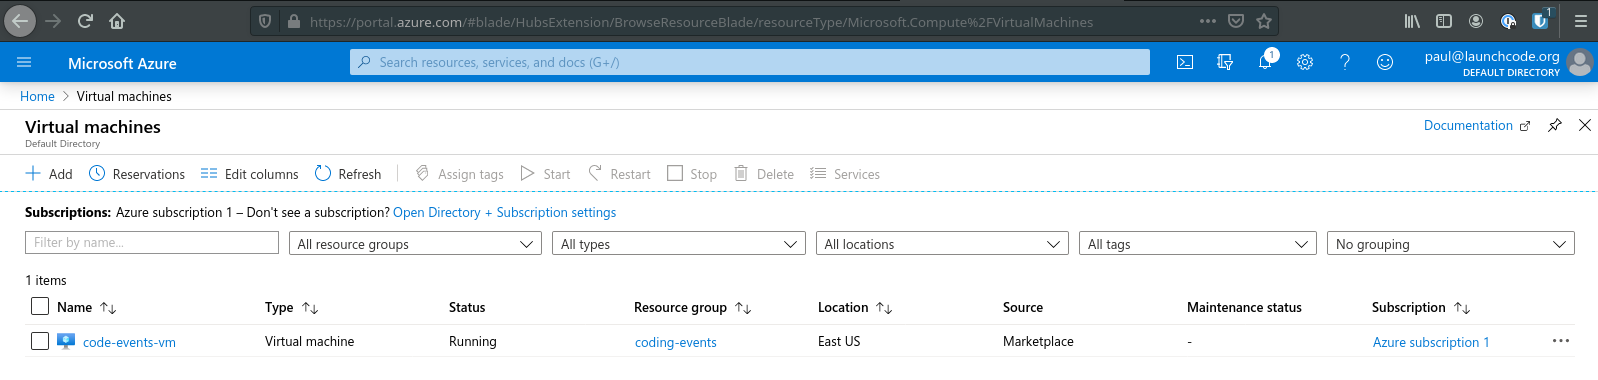 https://portal.azure.com/#blade/HubsExtension/BrowseResourceBlade/resourceType/Microsoft.Compute%2FVirtualMachines
1
Microsoft Azure
Search resources, services, and docs (G+/)
1
paul@launchcode.org
DEFAULT DIRECTORY
Home > Virtual machines
Virtual machines
Default Directory
Documentation
Add Reservations Edit columns Refresh Assign tags Start Restart Stop Delete Services
Subscriptions: Azure subscription 1 – Don't see a subscription? Open Directory + Subscription settings
Filter by name... All resource groups All types All locations All tags No grouping
1 items
Name Type Status Resource group Location Source Maintenance status Subscription
code-events-vm Virtual machine Running coding-events East US Marketplace - Azure subscription 1